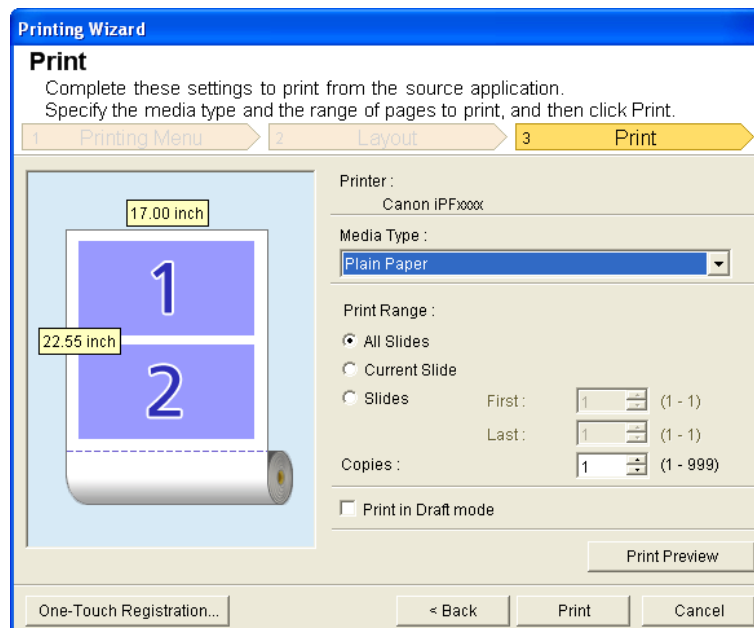 Printing Wizard
Print
Complete these settings to print from the source application.
Specify the media type and the range of pages to print, and then click Print.
1 Printing Menu 2 Layout 3 Print
17.00 inch
1
22.55 inch
2
Printer :
Canon iPFxxxx
Media Type :
Plain Paper
Print Range :
All Slides
Current Slide
Slides First : 1 (1 - 1)
Last : 1 (1 - 1)
Copies : 1 (1 - 999)
Print in Draft mode
Print Preview
One-Touch Registration... < Back Print Cancel